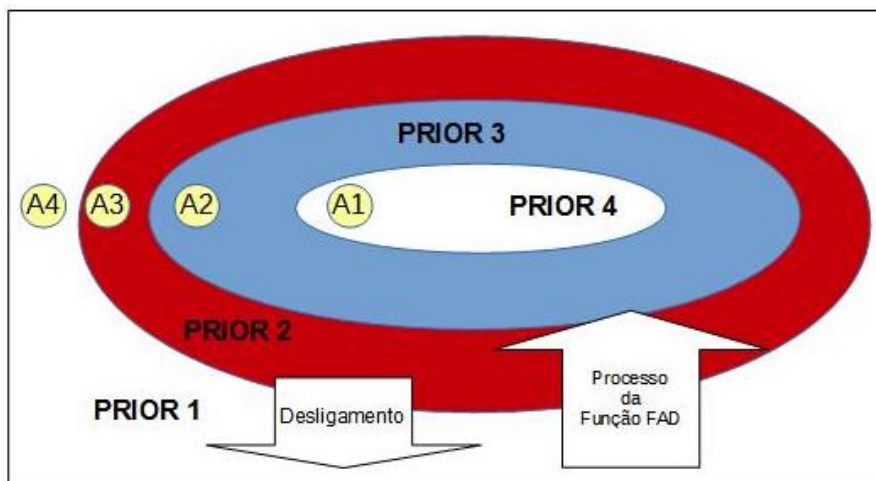 PRIOR 3
A4 A3 A2 A1 PRIOR 4
PRIOR 2
PRIOR 1
Desligamento
Processo
da
Função FAD